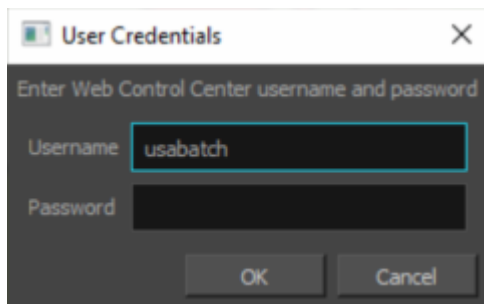 User Credentials
Enter Web Control Center username and password
Username usabatch
Password
OK Cancel